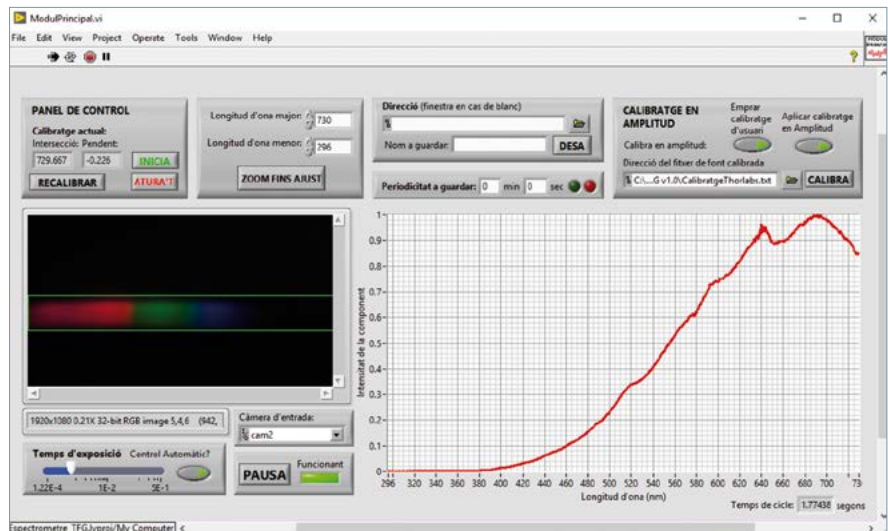 ModulPrincipal.vi
File Edit View Project Operate Tools Window Help
PANEL DE CONTROL
Calibratge actual:
Intersecció: Pendent:
729.667 -0.226 INICIA
RECALIBRAR ATURA'T
Longitud d'ona major: 730
Longitud d'ona menor: 296
ZOOM FINS AJUST
Direcció (finestra en cas de blanc)
Nom a guardar: DESA
Periodicitat a guardar: 0 min 0 sec
CALIBRATGE EN
AMPLITUD
Emprar
calibratge
d'usuari
Aplicar calibratge
en Amplitud
Calibra en amplitud:
Direcció del fitxer de font calibrada
C:\....G v1.0\CalibratgeThorlabs.txt CALIBRA
1920x1080 0.21X 32-bit RGB image 5,4,6 (942,
Càmera d'entrada:
cam2
Temps d'exposició Control Automàtic?
1.22E-4 1E-2 5E-1
PAUSA Funcionant
Intensitat de la component
1-
0.9-
0.8-
0.7-
0.6-
0.5-
0.4-
0.3-
0.2-
0.1-
0-
296 320 340 360 380 400 420 440 460 480 500 520 540 560 580 600 620 640 660 680 700 73
Longitud d'ona (nm)
Temps de cicle: 1.77438 segons
Espectrometre_TFG.lvproj/My Computer